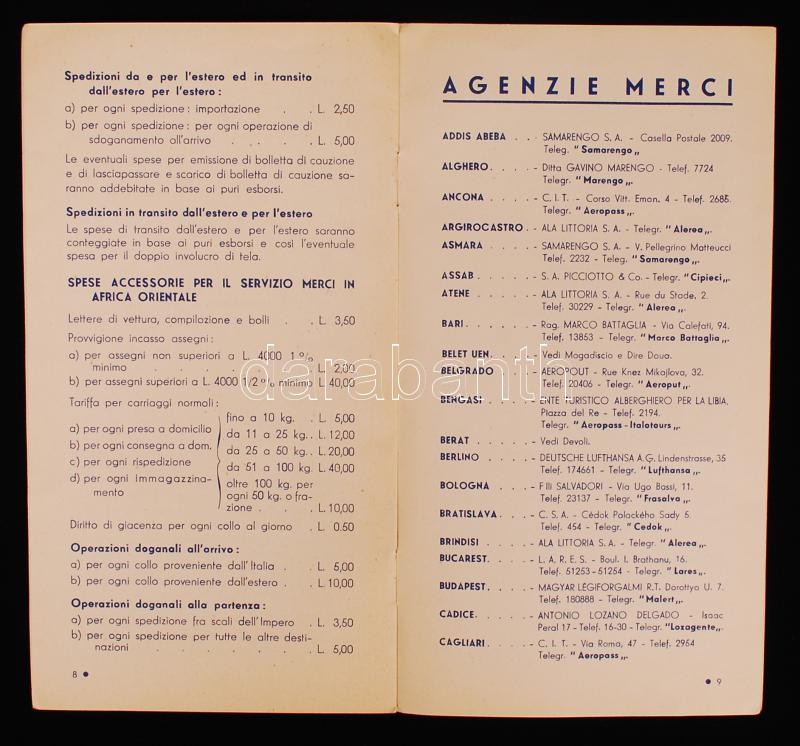 Spedizioni da e per l'estero ed in transito
dall'estero per l'estero :
a) per ogni spedizione : importazione . . L. 2,50
b) per ogni spedizione : per ogni operazione di
sdoganamento all'arrivo . . . . L. 5,00
Le eventuali spese per emissione di bolletta di cauzione
e di lasciapassare e scarico di bolletta di cauzione sa-
ranno addebitate in base ai puri esborsi.
Spedizioni in transito dall'estero e per l'estero
Le spese di transito dall'estero e per l'estero saranno
conteggiate in base ai puri esborsi e così l'eventuale
spesa per il doppio involucro di tela.
SPESE ACCESSORIE PER IL SERVIZIO MERCI IN
AFRICA ORIENTALE
Lettere di vettura, compilazione e bolli . . L. 3,50
Provvigione incasso assegni :
a) per assegni non superiori a L. 4000 1 %
minimo . . . . . . . . L. 2,00
b) per assegni superiori a L. 4000 1/2 % minimo L. 40,00
Tariffa per carriaggi normali :
a) per ogni presa a domicilio
b) per ogni consegna a dom.
c) per ogni rispedizione
d) per ogni immagazzina-
mento
fino a 10 kg. . L. 5,00
da 11 a 25 kg. . L. 12,00
da 25 a 50 kg. . L. 20,00
da 51 a 100 kg. L. 40,00
oltre 100 kg. per
ogni 50 kg. o fra-
zione . . . L. 10,00
Diritto di giacenza per ogni collo al giorno . L. 0.50
Operazioni doganali all'arrivo :
a) per ogni collo proveniente dall'Italia . . L. 5,00
b) per ogni collo proveniente dall'estero . . L. 10,00
Operazioni doganali alla partenza :
a) per ogni spedizione fra scali dell'Impero . L. 3,50
b) per ogni spedizione per tutte le altre desti-
nazioni . . . . . . . . L. 5,00
8 •
AGENZIE MERCI
ADDIS ABEBA . . - SAMARENGO S. A. - Casella Postale 2009.
Teleg. " Samarengo „
ALGHERO . . . . - Ditta GAVINO MARENGO - Telef. 7724
Telegr. " Marengo „.
ANCONA . . . . - C. I. T. - Corso Vitt. Eman. 4 - Telef. 2685.
Telegr. " Aeropass „.
ARGIROCASTRO . - ALA LITTORIA S. A. - Telegr. " Alerea „.
ASMARA . . . . - SAMARENGO S. A. - V. Pellegrino Matteucci
Telef. 2232 - Teleg. " Samarengo „.
ASSAB . . . . . - S. A. PICCIOTTO & Co. - Telegr. " Cipieci „.
ATENE . . . . . - ALA LITTORIA S. A. - Rue du Stade, 2.
Telef. 30229 - Telegr. " Alerea „.
BARI . . . . . . - Rag. MARCO BATTAGLIA - Via Calefati, 94.
Telef. 13853 - Telegr. " Marco Battaglia „.
BELET UEN . . . - Vedi Mogadiscio e Dire Doua.
BELGRADO . . . - AEROPOUT - Rue Knez Mikajlova, 32.
Telef. 20406 - Telegr. " Aeroput „.
BENGASI . . . . - ENTE TURISTICO ALBERGHIERO PER LA LIBIA,
Piazza del Re - Telef. 2194.
Telegr. " Aeropass - Italotours „.
BERAT . . . . . - Vedi Devoli.
BERLINO . . . . - DEUTSCHE LUFTHANSA A. G. Lindenstrasse, 35
Telef. 174661 - Telegr. " Lufthansa „.
BOLOGNA . . . - F lli SALVADORI - Via Ugo Bassi, 11.
Telef. 23137 - Telegr. " Frasalva „.
BRATISLAVA . . . - C. S. A. - Cèdok Palackého Sady 5.
Telef. 454 - Telegr. " Cedok „.
BRINDISI . . . . - ALA LITTORIA S. A. - Telegr. " Alerea „.
BUCAREST . . . - L. A. R. E. S. - Boul. I. Brathanu, 16.
Telef. 51253-51254 - Telegr. " Lares „.
BUDAPEST . . . . - MAGYAR LÉGIFORGALMI R.T. Dorottya U. 7.
Telef. 180888 - Telegr. " Malert „.
CADICE . . . . . - ANTONIO LOZANO DELGADO - Isaac
Peral 17 - Telef. 16-30 - Telegr. " Lozagente „.
CAGLIARI . . . . - C. I. T. - Via Roma, 47 - Telef. 2954
Telegr. " Aeropass „.
• 9
darabanth